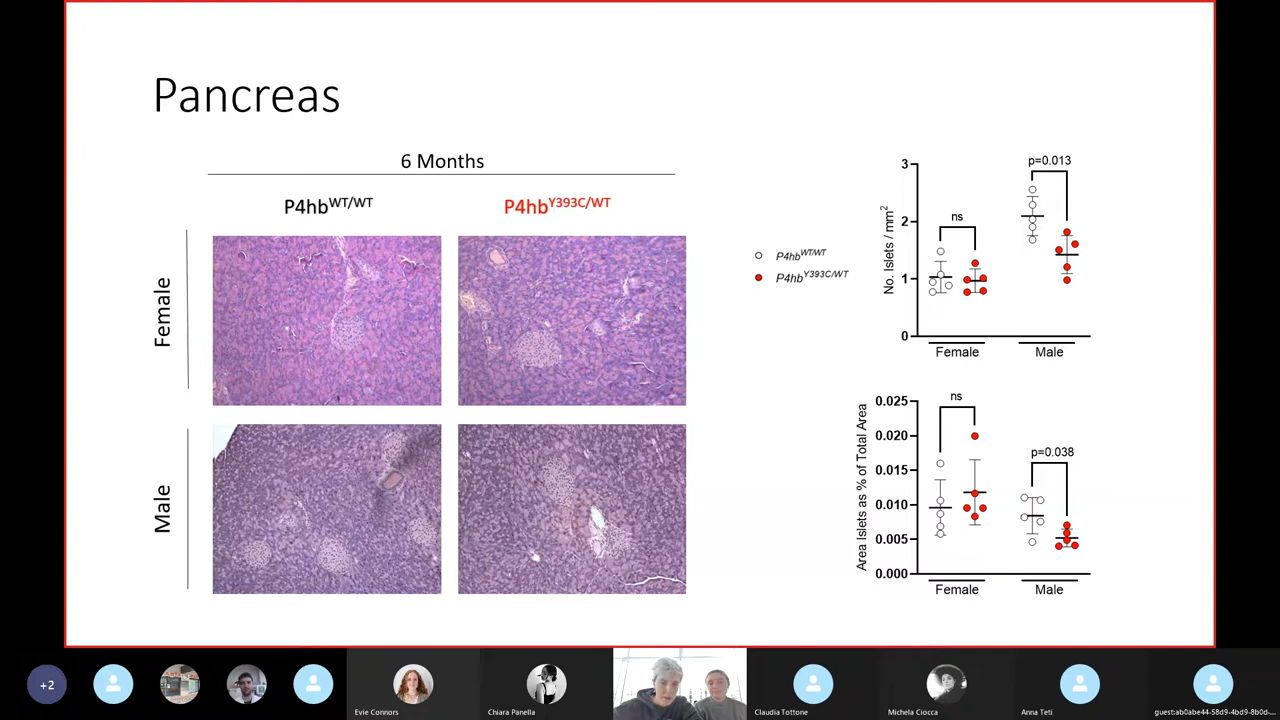 Pancreas
6 Months
P4hbWT/WT
P4hbY393C/WT
Female
Male
P4hbWT/WT
P4hbY393C/WT
No. Islets / mm2
3
2
1
0
ns
p=0.013
Female
Male
Area Islets as % of Total Area
0.025
0.020
0.015
0.010
0.005
0.000
ns
p=0.038
Female
Male
+2
Evie Connors
Chiara Panella
Claudia Tottone
Michela Ciocca
Anna Teti
guest:ab0abe44-58d9-4bd9-8b0d-...